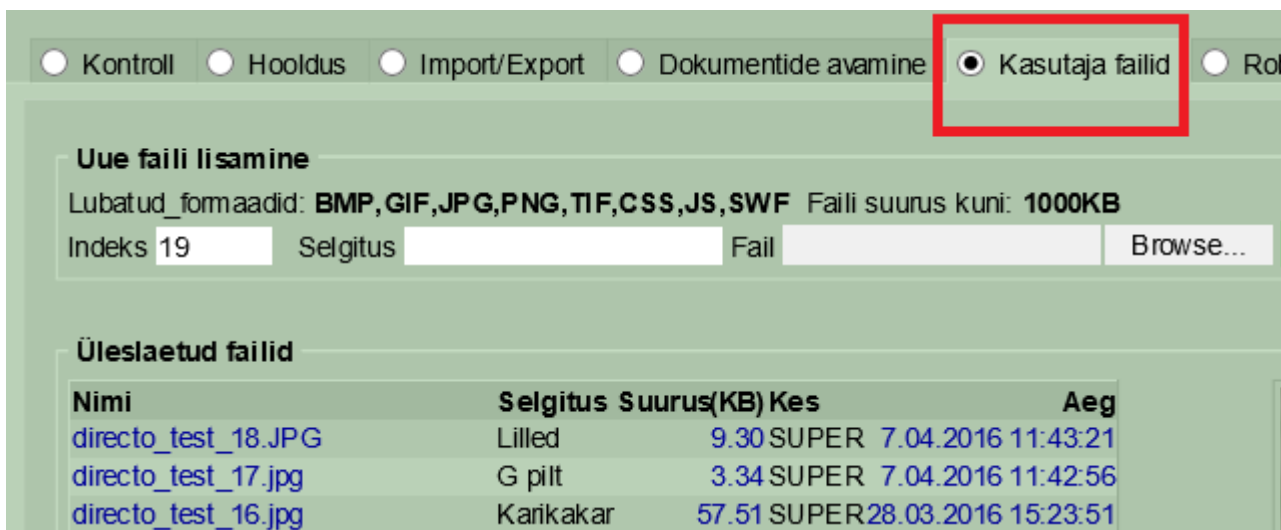 Kontroll Hooldus Import/Export Dokumentide avamine Kasutaja failid
Uue faili lisamine
Lubatud_formaadid: BMP,GIF,JPG,PNG,TIF,CSS,JS,SWF Faili suurus kuni: 1000KB
Indeks 19 Selgitus Fail Browse...
Üleslaetud failid
Nimi Selgitus Suurus(KB) Kes Aeg
directo_test_18.JPG Lilled 9.30 SUPER 7.04.2016 11:43:21
directo_test_17.jpg G pilt 3.34 SUPER 7.04.2016 11:42:56
directo_test_16.jpg Karikakar 57.51 SUPER 28.03.2016 15:23:51